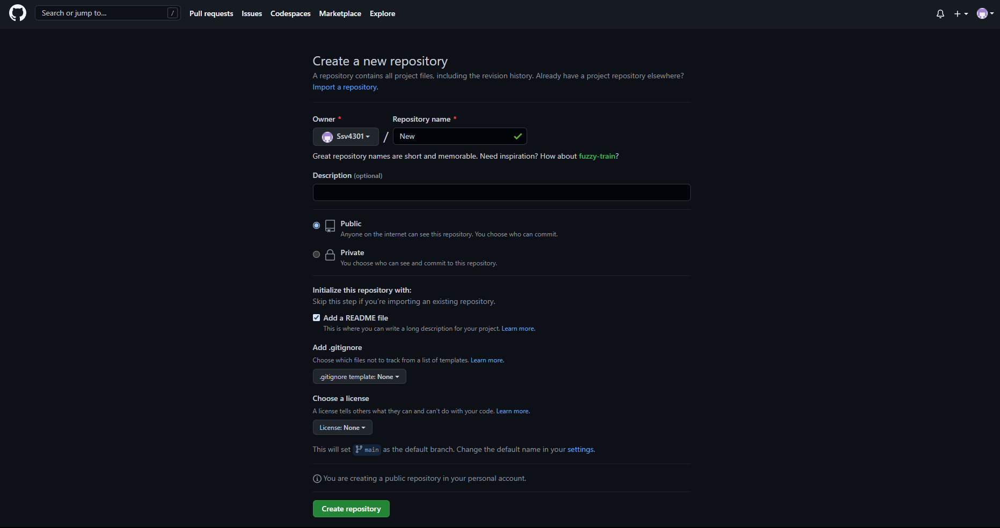 Search or jump to... /
Pull requests Issues Codespaces Marketplace Explore
Create a new repository
A repository contains all project files, including the revision history. Already have a project repository elsewhere?
Import a repository.
Owner * Repository name *
Ssv4301 / New
Great repository names are short and memorable. Need inspiration? How about fuzzy-train?
Description (optional)
Public
Anyone on the internet can see this repository. You choose who can commit.
Private
You choose who can see and commit to this repository.
Initialize this repository with:
Skip this step if you're importing an existing repository.
Add a README file
This is where you can write a long description for your project. Learn more.
Add .gitignore
Choose which files not to track from a list of templates. Learn more.
.gitignore template: None
Choose a license
A license tells others what they can and can't do with your code. Learn more.
License: None
This will set main as the default branch. Change the default name in your settings.
You are creating a public repository in your personal account.
Create repository